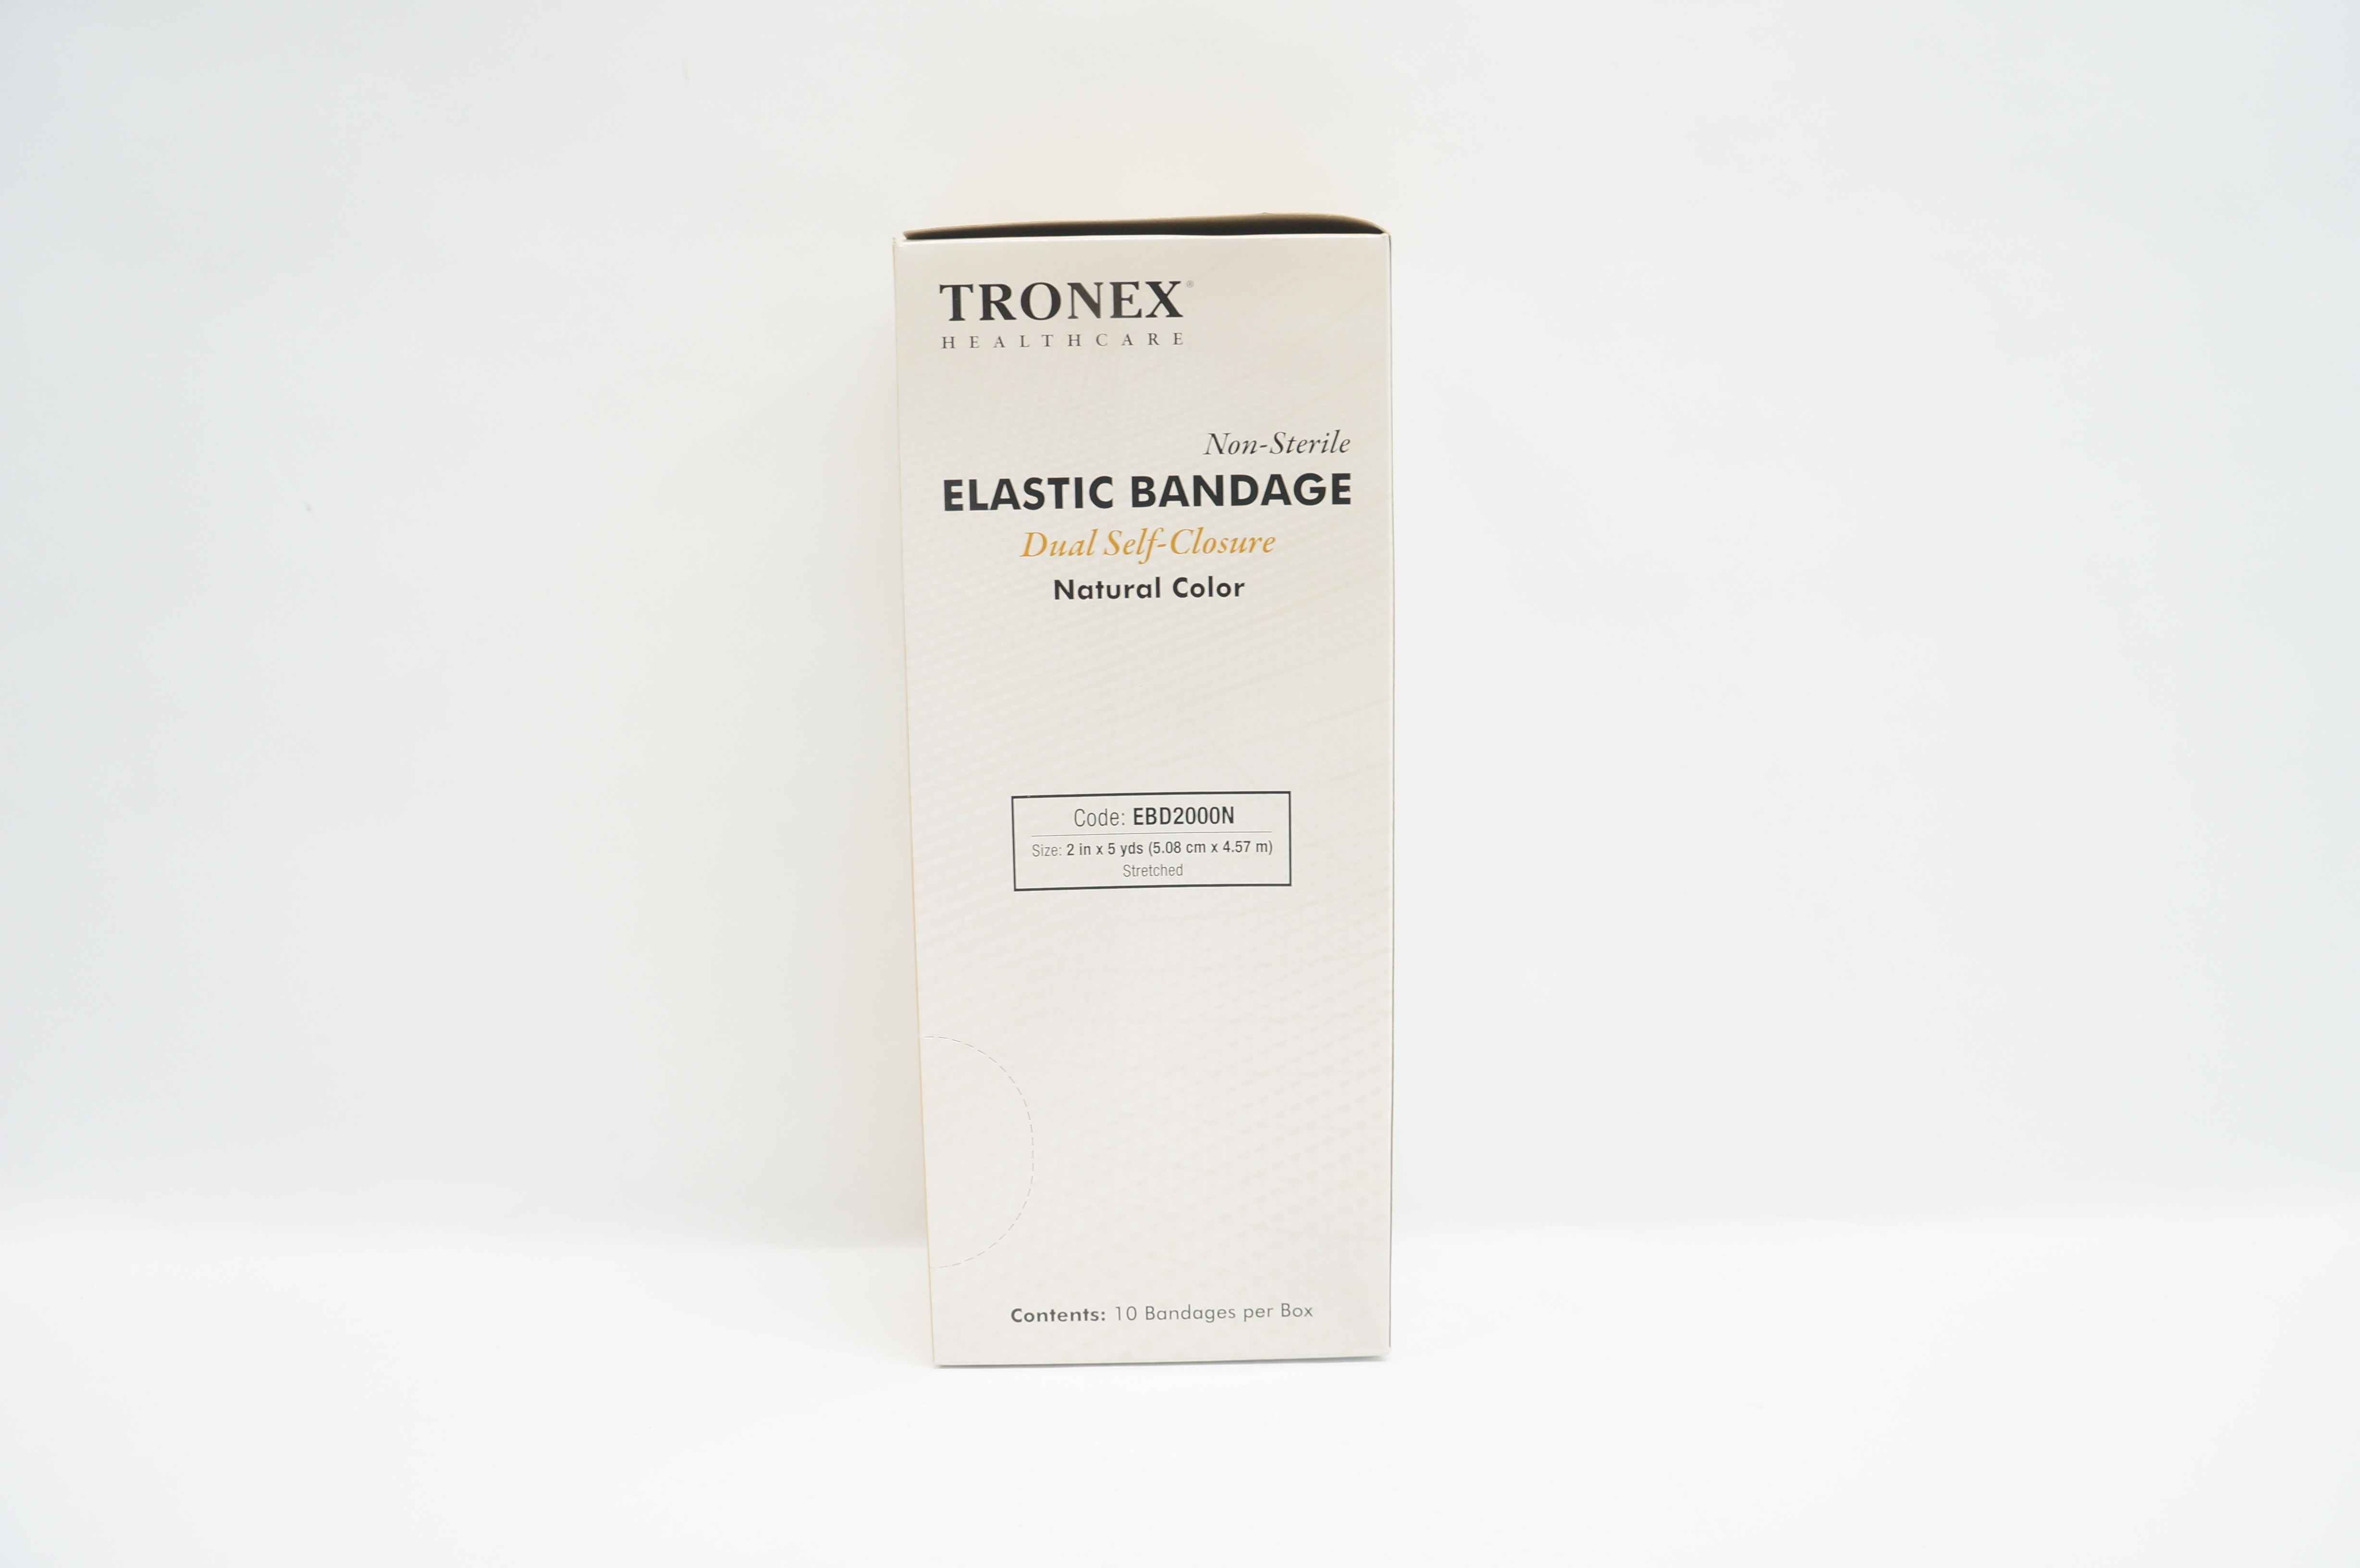 TRONEX®
HEALTHCARE
Non-Sterile
ELASTIC BANDAGE
Dual Self-Closure
Natural Color
Code: EBD2000N
Size: 2 in x 5 yds (5.08 cm x 4.57 m)
Stretched
Contents: 10 Bandages per Box